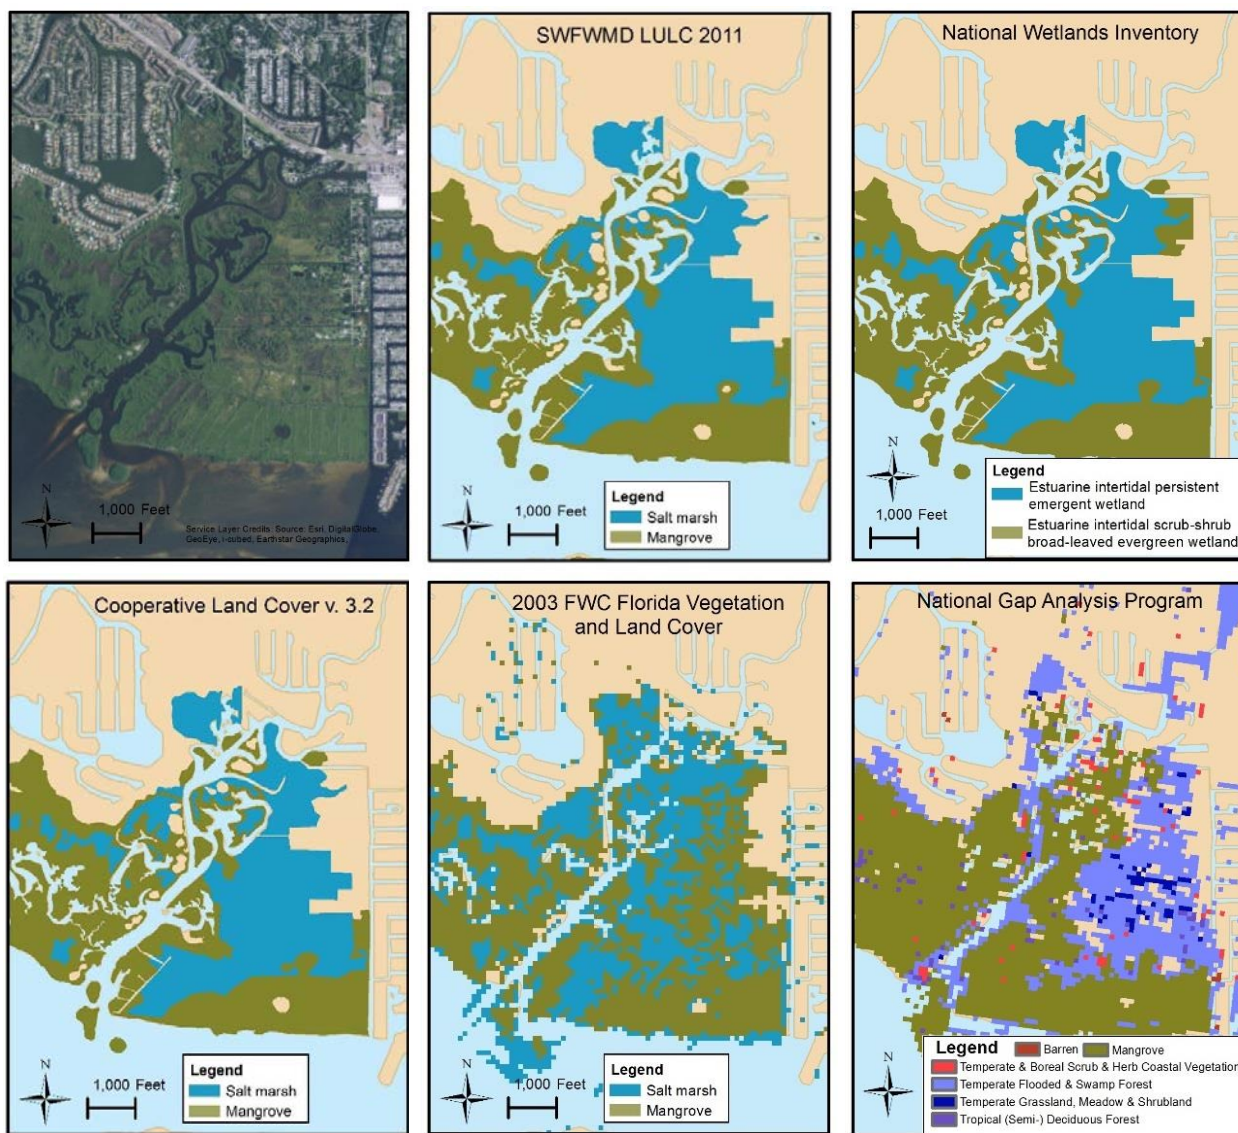 N
1,000 Feet
Service Layer Credits: Source: Esri, DigitalGlobe,
GeoEye, i-cubed, Earthstar Geographics,
SWFWMD LULC 2011
N
1,000 Feet
Legend
Salt marsh
Mangrove
National Wetlands Inventory
N
1,000 Feet
Legend
Estuarine intertidal persistent
emergent wetland
Estuarine intertidal scrub-shrub
broad-leaved evergreen wetland
Cooperative Land Cover v. 3.2
N
1,000 Feet
Legend
Salt marsh
Mangrove
2003 FWC Florida Vegetation
and Land Cover
N
1,000 Feet
Legend
Salt marsh
Mangrove
National Gap Analysis Program
N
1,000 Feet
Legend
Barren
Mangrove
Temperate & Boreal Scrub & Herb Coastal Vegetation
Temperate Flooded & Swamp Forest
Temperate Grassland, Meadow & Shrubland
Tropical (Semi-) Deciduous Forest